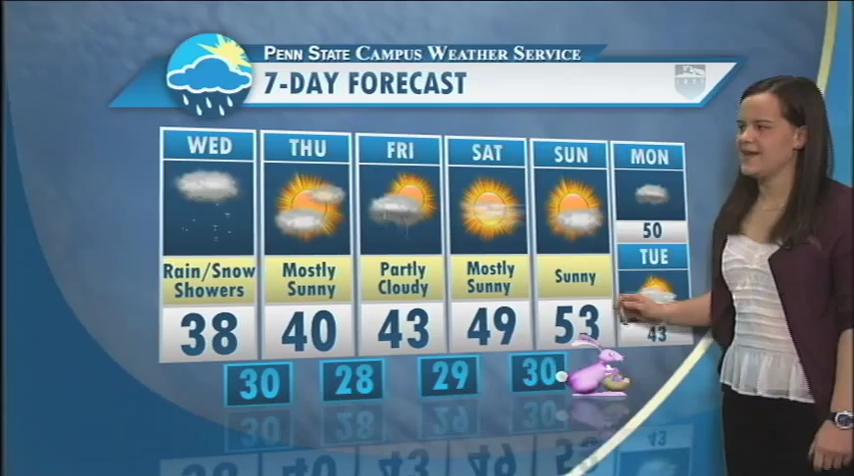 PENN STATE CAMPUS WEATHER SERVICE
7-DAY FORECAST
WED
THU
FRI
SAT
SUN
MON
50
TUE
43
Rain/Snow
Showers
Mostly
Sunny
Partly
Cloudy
Mostly
Sunny
Sunny
38
40
43
49
53
30
28
29
30